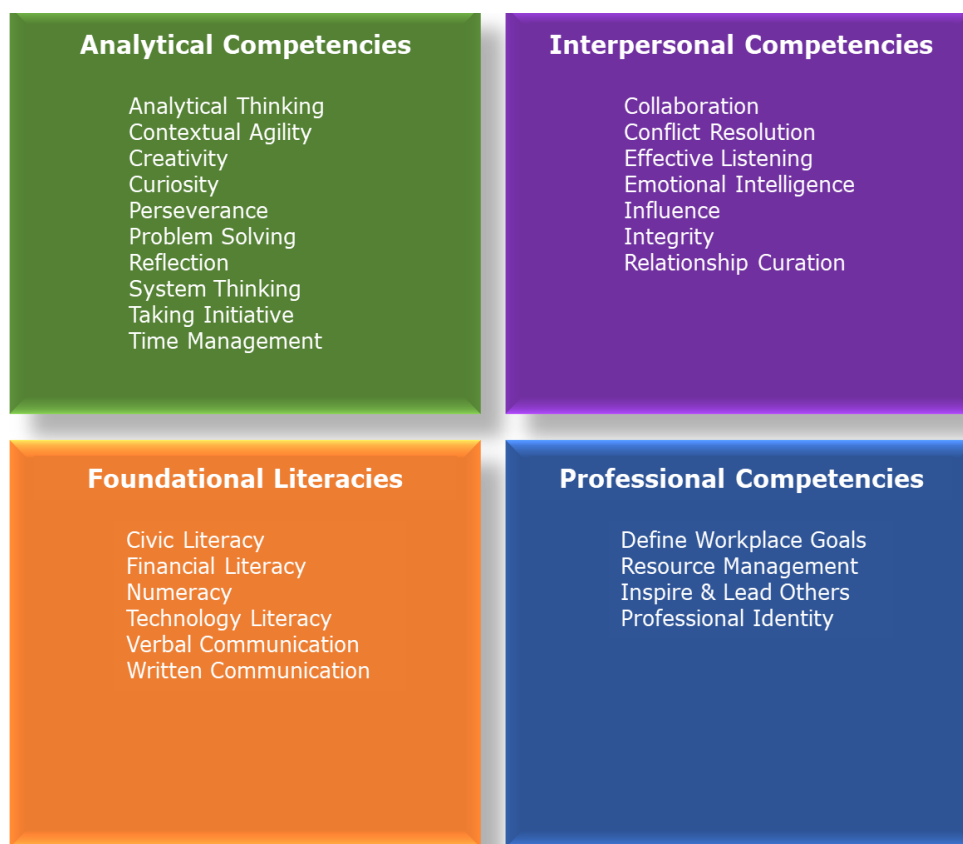 Analytical Competencies
Analytical Thinking
Contextual Agility
Creativity
Curiosity
Perseverance
Problem Solving
Reflection
System Thinking
Taking Initiative
Time Management
Interpersonal Competencies
Collaboration
Conflict Resolution
Effective Listening
Emotional Intelligence
Influence
Integrity
Relationship Curation
Foundational Literacies
Civic Literacy
Financial Literacy
Numeracy
Technology Literacy
Verbal Communication
Written Communication
Professional Competencies
Define Workplace Goals
Resource Management
Inspire & Lead Others
Professional Identity